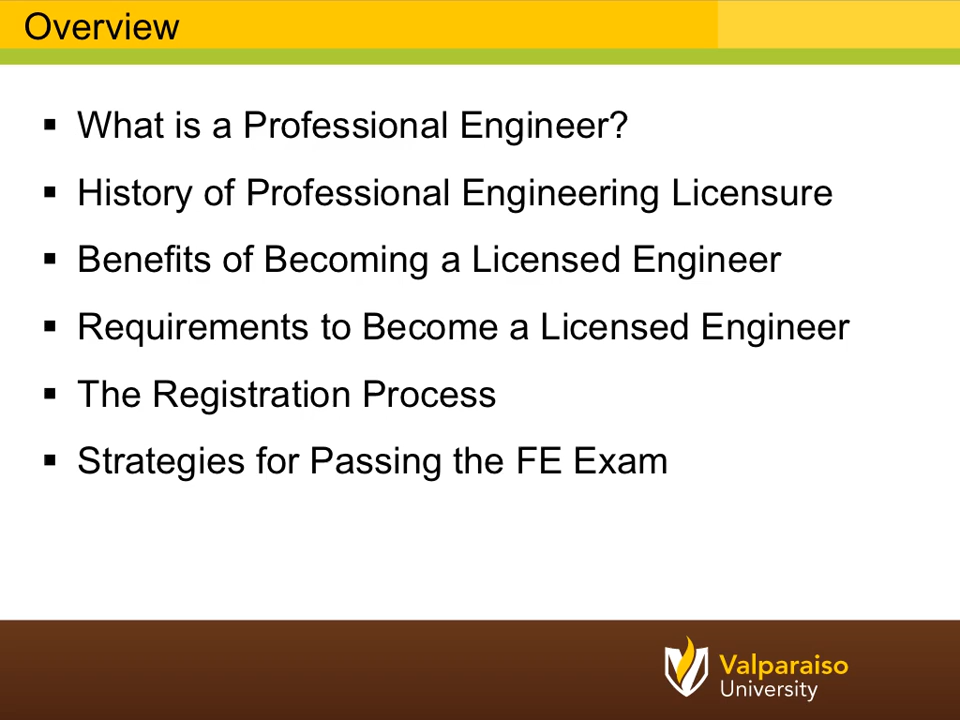 Overview
▪ What is a Professional Engineer?
▪ History of Professional Engineering Licensure
▪ Benefits of Becoming a Licensed Engineer
▪ Requirements to Become a Licensed Engineer
▪ The Registration Process
▪ Strategies for Passing the FE Exam
Valparaiso
University